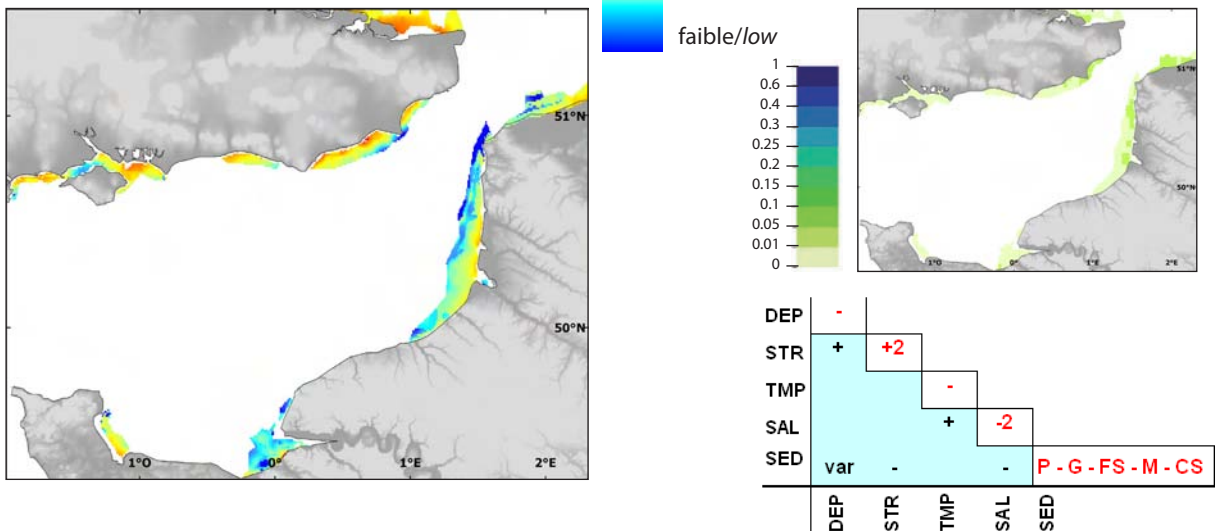 51°N
50°N
1°O
0°
1°E
2°E
faible/low
1
0.6
0.4
0.3
0.25
0.2
0.15
0.1
0.05
0.01
0
51°N
50°N
1°O
0°
1°E
2°E
DEP -
STR + +2
TMP -
SAL + -2
SED var - - P - G - FS - M - CS
DEP STR TMP SAL SED